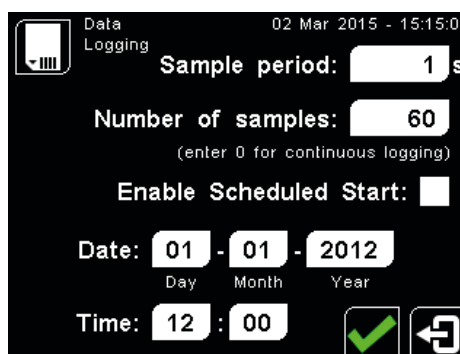 Data Logging
02 Mar 2015 - 15:15:0
Sample period: 1 s
Number of samples: 60
(enter 0 for continuous logging)
Enable Scheduled Start:
Date: 01 - 01 - 2012
Day Month Year
Time: 12 : 00